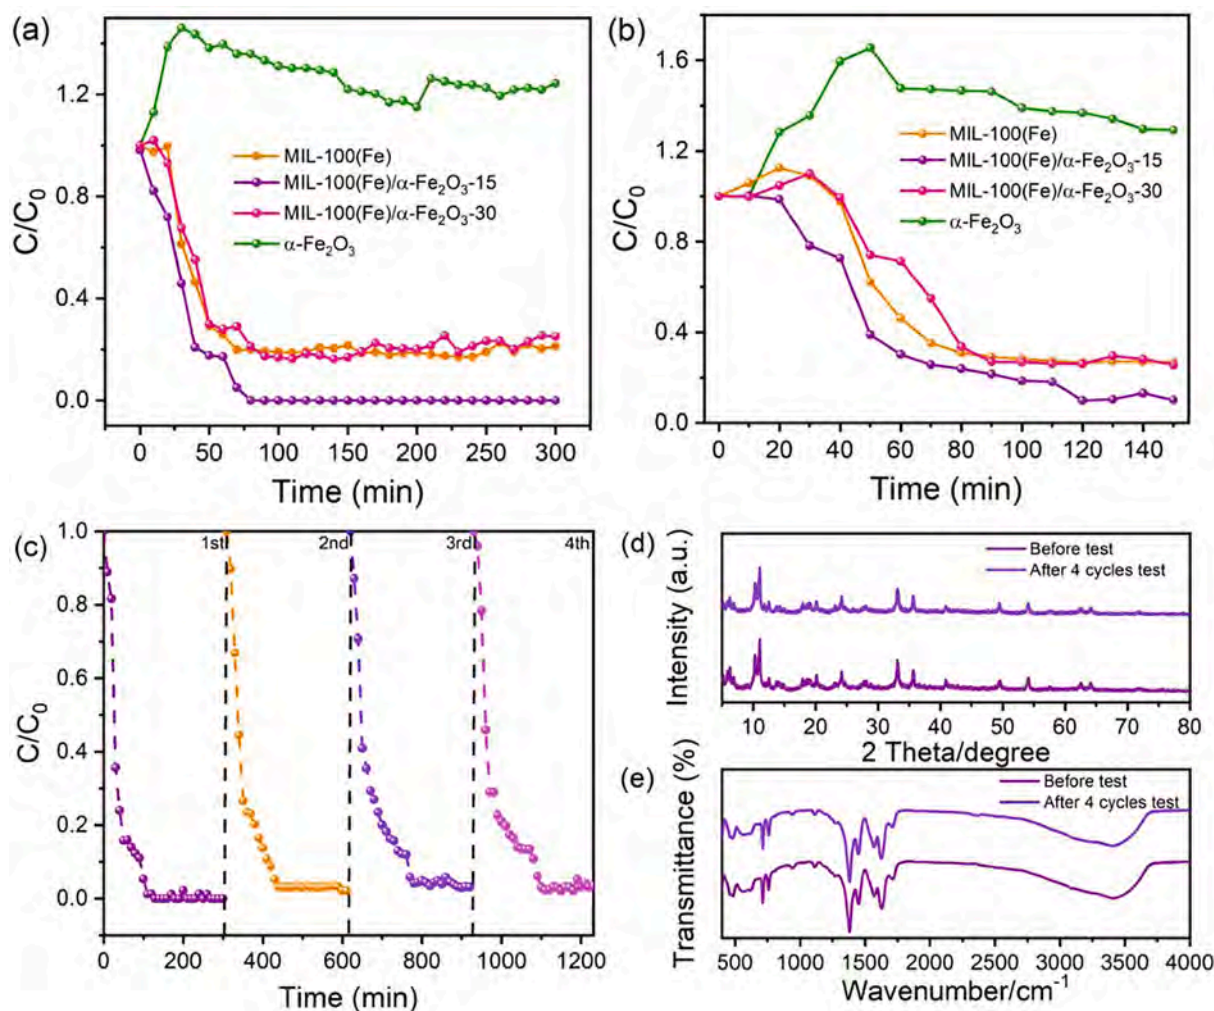 (a)
C/C0
1.2
0.8
0.4
0.0
MIL-100(Fe)
MIL-100(Fe)/α-Fe2O3-15
MIL-100(Fe)/α-Fe2O3-30
α-Fe2O3
0 50 100 150 200 250 300
Time (min)
(b)
C/C0
1.6
1.2
0.8
0.4
0.0
MIL-100(Fe)
MIL-100(Fe)/α-Fe2O3-15
MIL-100(Fe)/α-Fe2O3-30
α-Fe2O3
0 20 40 60 80 100 120 140
Time (min)
(c)
C/C0
1.0
0.8
0.6
0.4
0.2
0.0
1st 2nd 3rd 4th
0 200 400 600 800 1000 1200
Time (min)
(d)
Intensity (a.u.)
Before test
After 4 cycles test
10 20 30 40 50 60 70 80
2 Theta/degree
(e)
Transmittance (%)
Before test
After 4 cycles test
500 1000 1500 2000 2500 3000 3500 4000
Wavenumber/cm-1